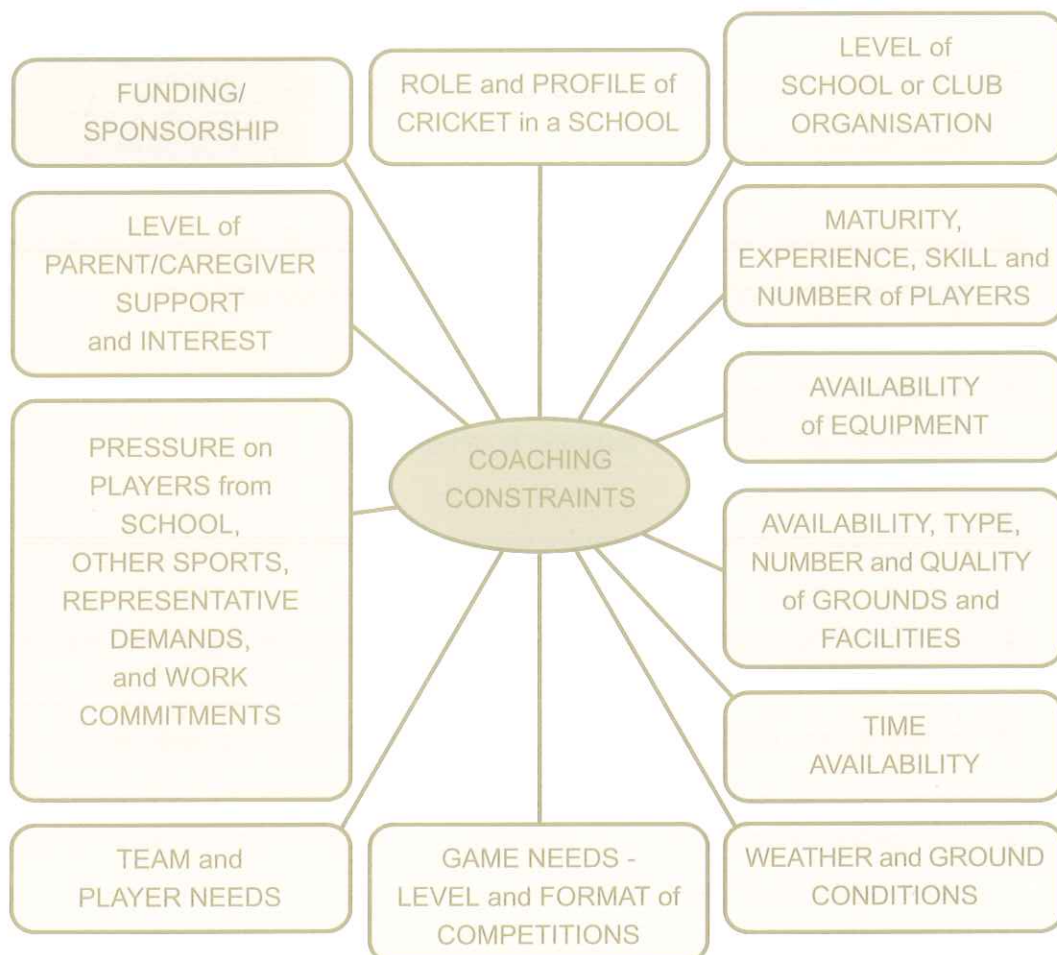 FUNDING/
SPONSORSHIP
ROLE and PROFILE of
CRICKET in a SCHOOL
LEVEL of
SCHOOL or CLUB
ORGANISATION
LEVEL of
PARENT/CAREGIVER
SUPPORT
and INTEREST
MATURITY,
EXPERIENCE, SKILL and
NUMBER of PLAYERS
AVAILABILITY
of EQUIPMENT
PRESSURE on
PLAYERS from
SCHOOL,
OTHER SPORTS,
REPRESENTATIVE
DEMANDS,
and WORK
COMMITMENTS
COACHING
CONSTRAINTS
AVAILABILITY, TYPE,
NUMBER and QUALITY
of GROUNDS and
FACILITIES
TIME
AVAILABILITY
TEAM and
PLAYER NEEDS
GAME NEEDS -
LEVEL and FORMAT of
COMPETITIONS
WEATHER and GROUND
CONDITIONS